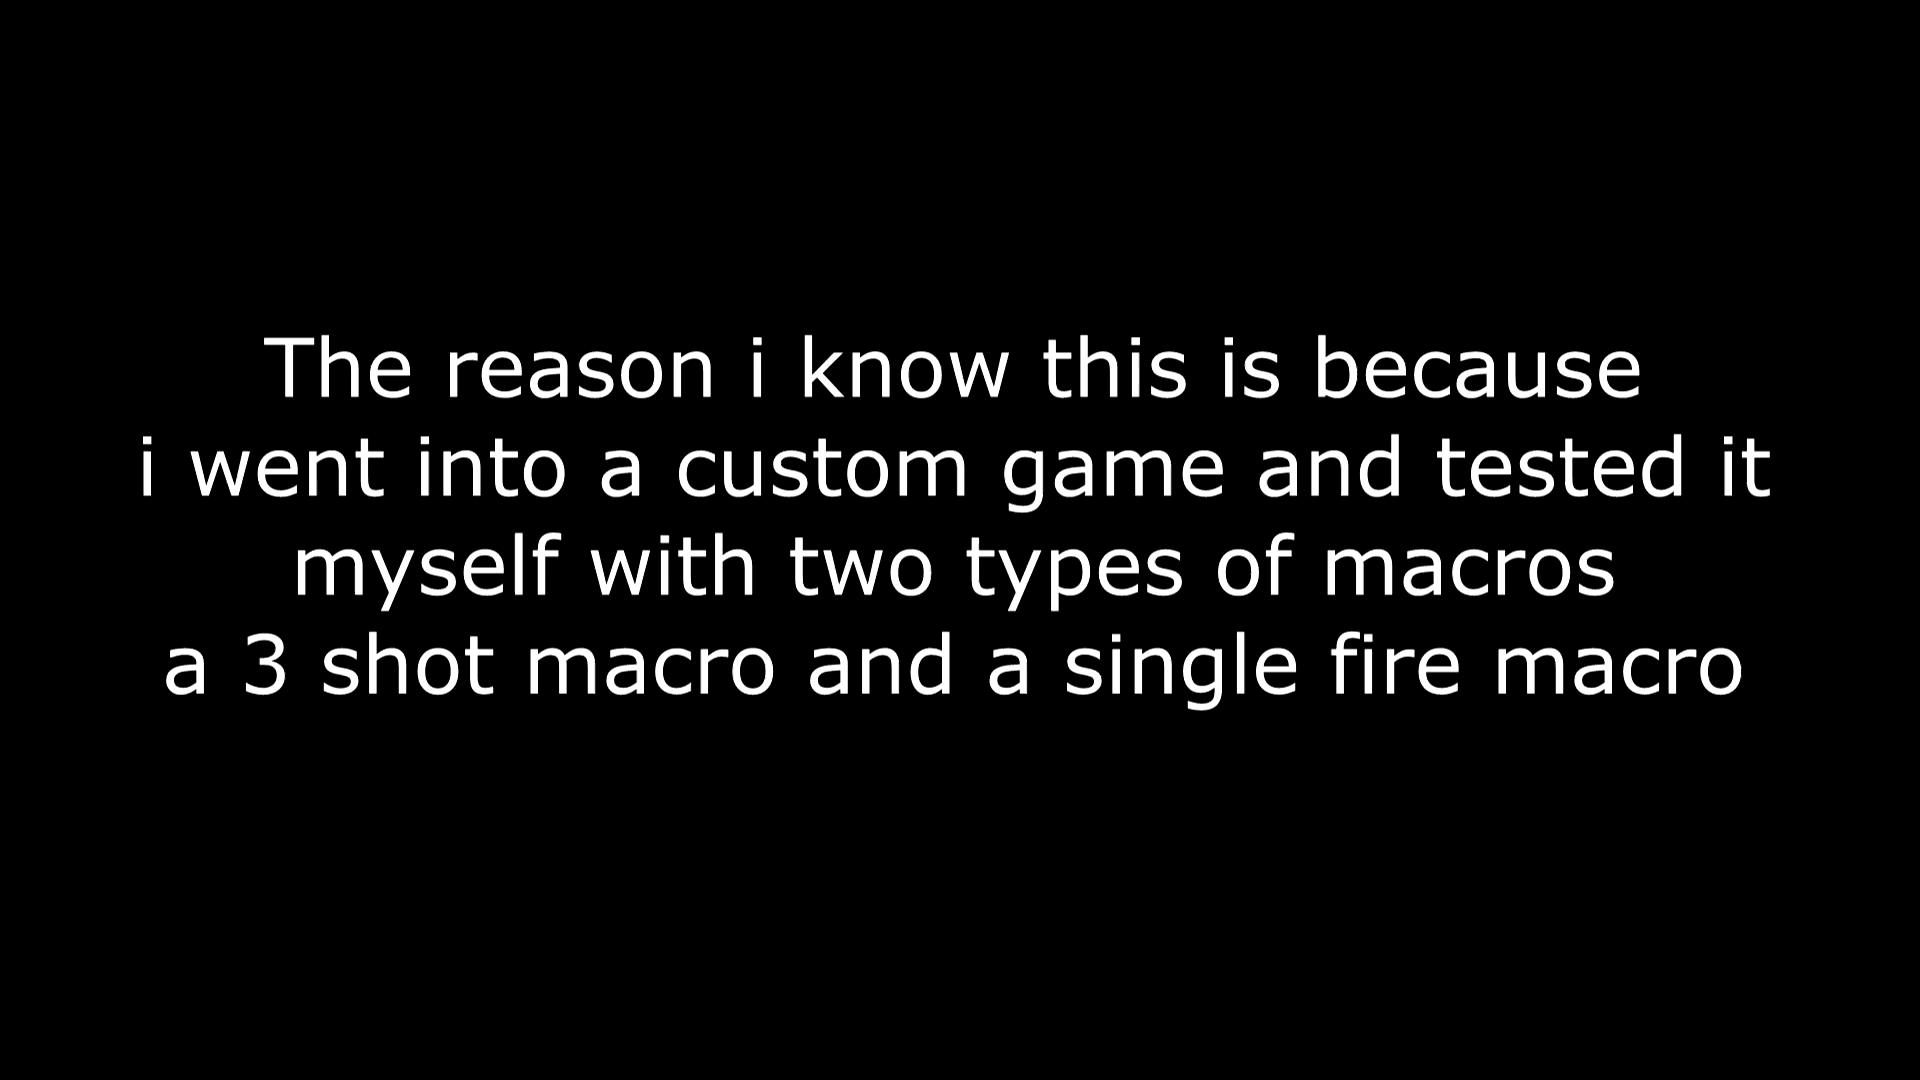 The reason i know this is because
i went into a custom game and tested it
myself with two types of macros
a 3 shot macro and a single fire macro